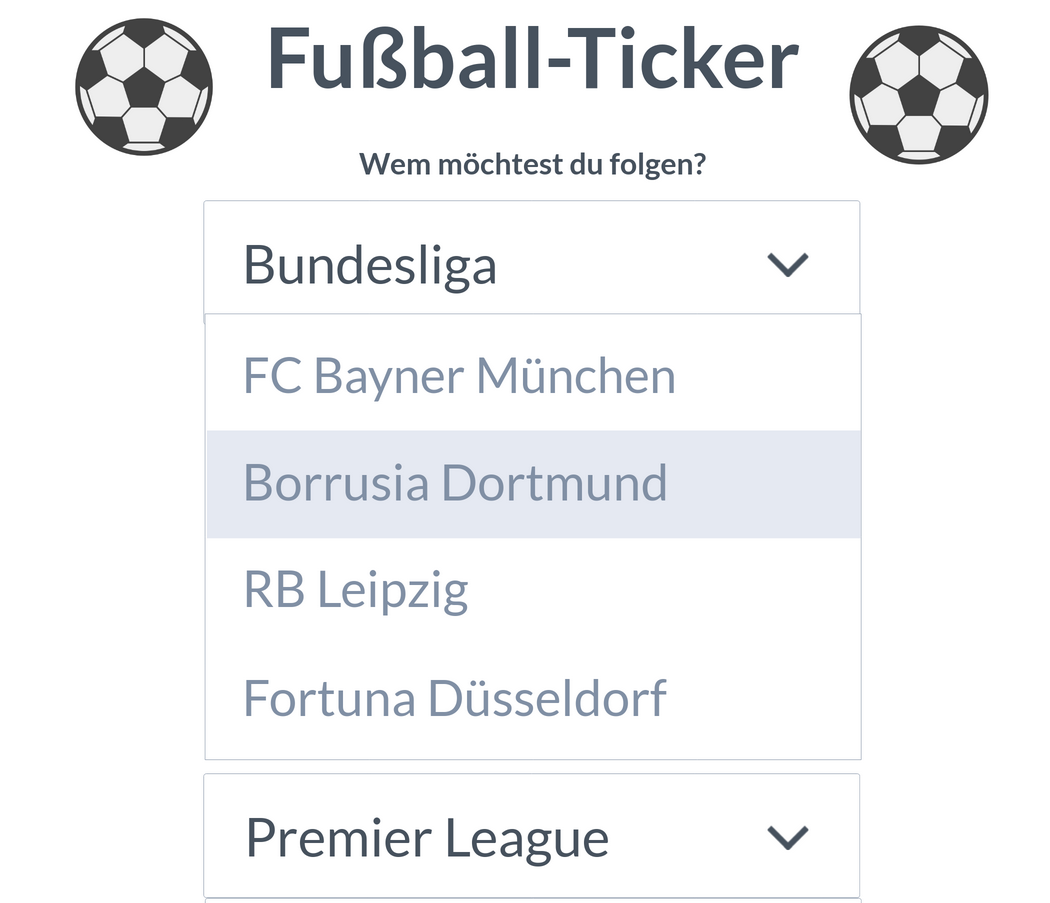 Fußball-Ticker
Wem möchtest du folgen?
Bundesliga
FC Bayner München
Borrusia Dortmund
RB Leipzig
Fortuna Düsseldorf
Premier League